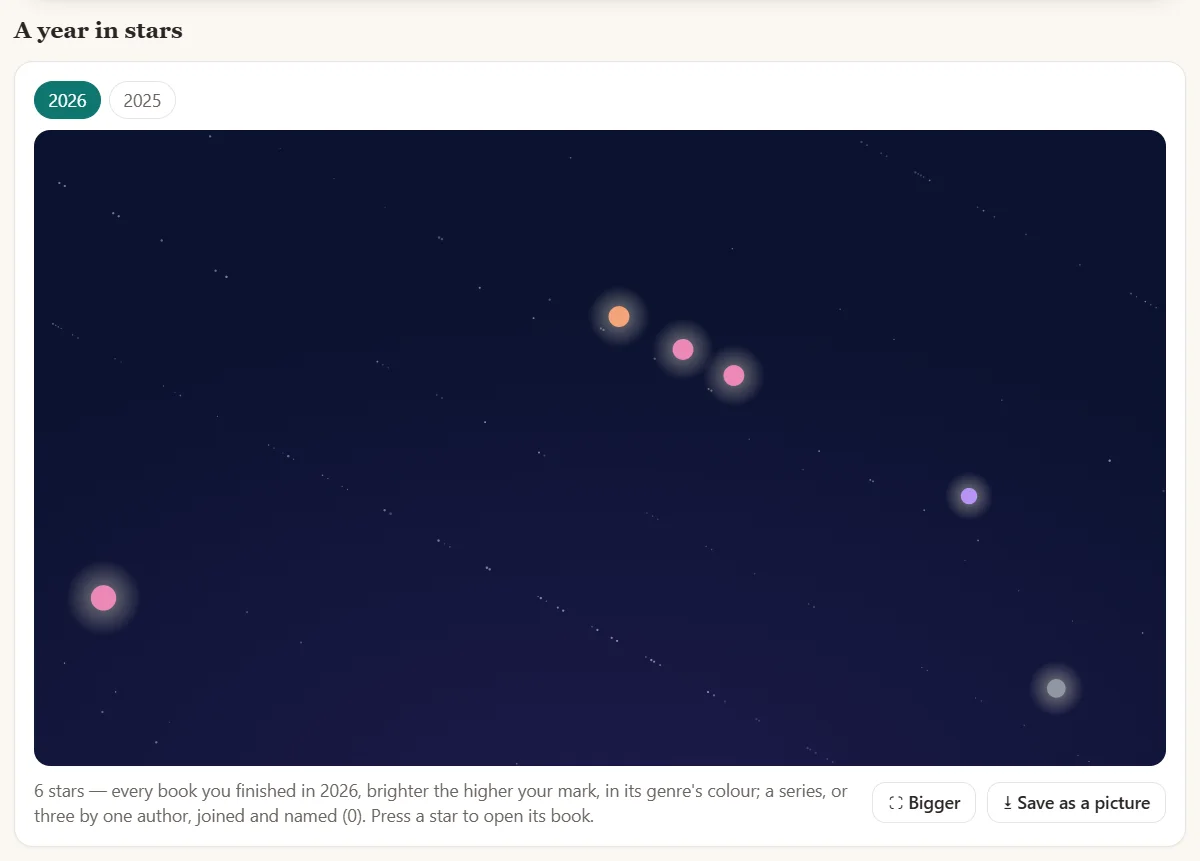 A year in stars
2026
2025
6 stars — every book you finished in 2026, brighter the higher your mark, in its genre's colour; a series, or
three by one author, joined and named (0). Press a star to open its book.
Bigger
Save as a picture